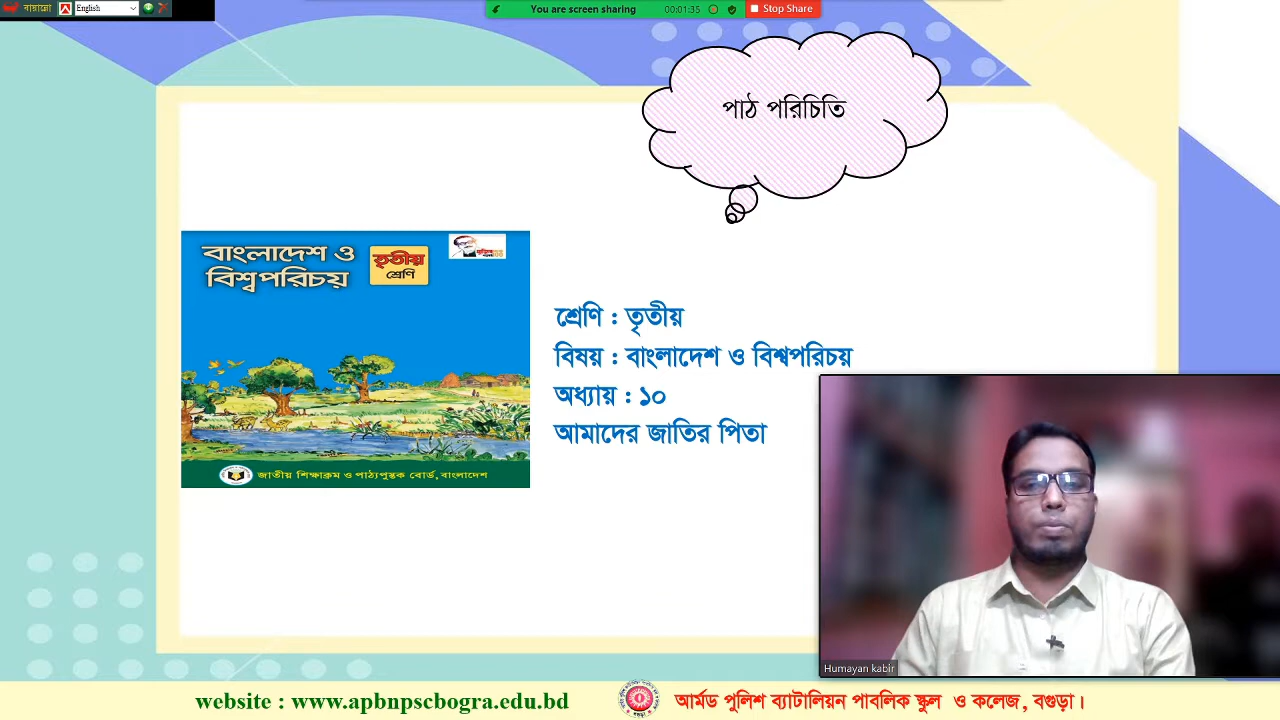 বাংলায়ন English You are screen sharing 00:01:35 Stop Share
পাঠ পরিচিতি
বাংলাদেশ ও
বিশ্বপরিচয়
তৃতীয়
শ্রেণি
জাতীয় শিক্ষাক্রম ও পাঠ্যপুস্তক বোর্ড, বাংলাদেশ
শ্রেণি : তৃতীয়
বিষয় : বাংলাদেশ ও বিশ্বপরিচয়
অধ্যায় : ১০
আমাদের জাতির পিতা
Humayan kabir
website : www.apbnpscbogra.edu.bd
আর্মড পুলিশ ব্যাটালিয়ন পাবলিক স্কুল ও কলেজ, বগুড়া।